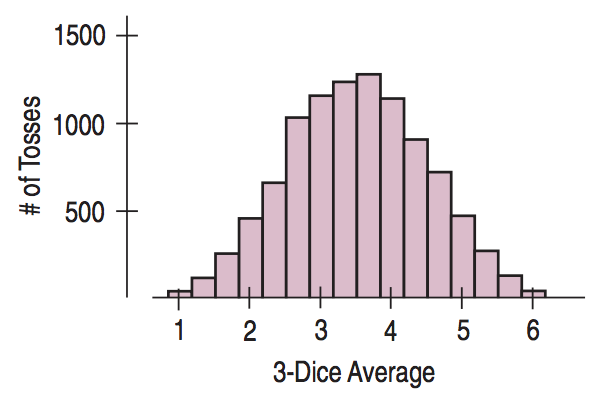 1500
1000
500
# of Tosses
1 2 3 4 5 6
3-Dice Average